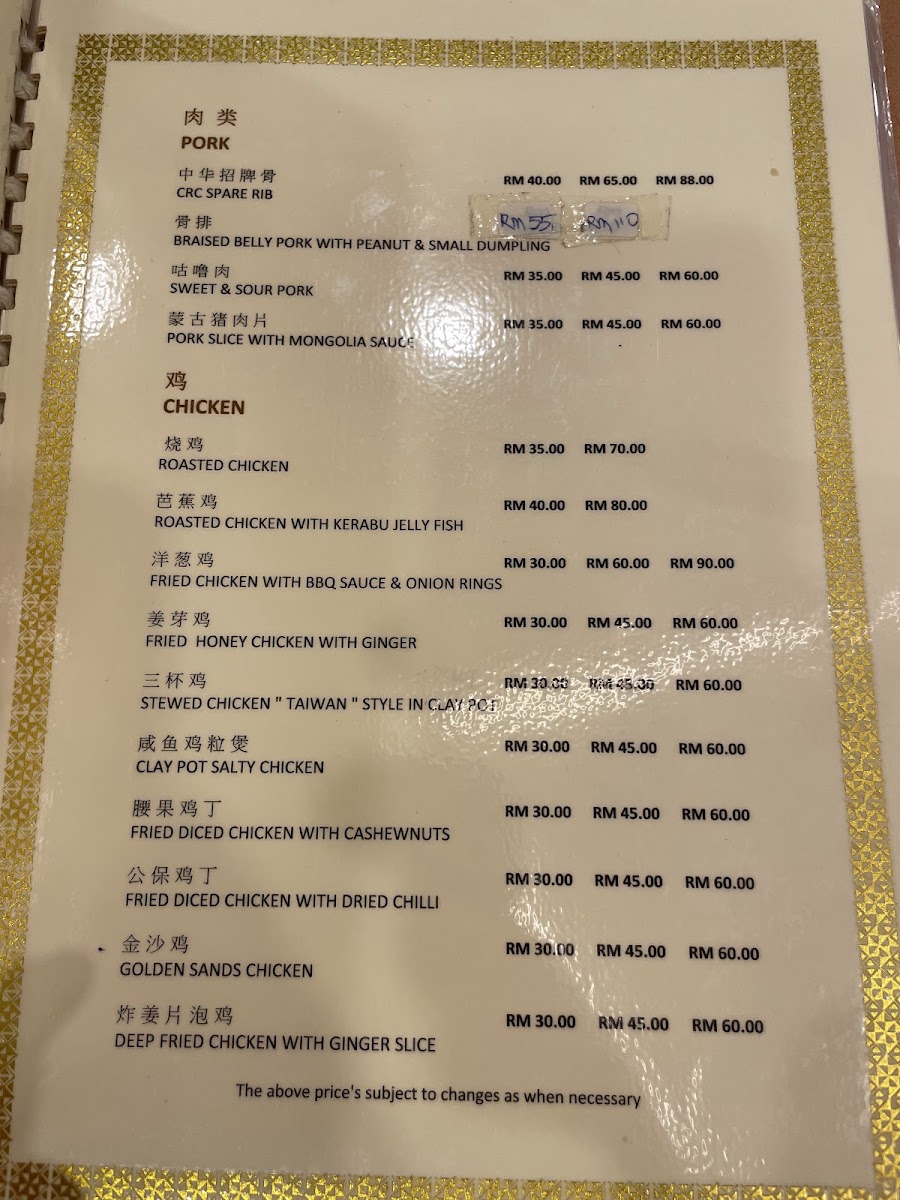 肉类
PORK
中华招牌骨
CRC SPARE RIB
RM 40.00 RM 65.00 RM 88.00
骨排
BRAISED BELLY PORK WITH PEANUT & SMALL DUMPLING
RM 55 RM 110
咕噜肉
SWEET & SOUR PORK
RM 35.00 RM 45.00 RM 60.00
蒙古猪肉片
PORK SLICE WITH MONGOLIA SAUCE
RM 35.00 RM 45.00 RM 60.00
鸡
CHICKEN
烧鸡
ROASTED CHICKEN
RM 35.00 RM 70.00
芭蕉鸡
ROASTED CHICKEN WITH KERABU JELLY FISH
RM 40.00 RM 80.00
洋葱鸡
FRIED CHICKEN WITH BBQ SAUCE & ONION RINGS
RM 30.00 RM 60.00 RM 90.00
姜芽鸡
FRIED HONEY CHICKEN WITH GINGER
RM 30.00 RM 45.00 RM 60.00
三杯鸡
STEWED CHICKEN " TAIWAN " STYLE IN CLAY POT
RM 30.00 RM 45.00 RM 60.00
咸鱼鸡粒煲
CLAY POT SALTY CHICKEN
RM 30.00 RM 45.00 RM 60.00
腰果鸡丁
FRIED DICED CHICKEN WITH CASHEWNUTS
RM 30.00 RM 45.00 RM 60.00
公保鸡丁
FRIED DICED CHICKEN WITH DRIED CHILLI
RM 30.00 RM 45.00 RM 60.00
金沙鸡
GOLDEN SANDS CHICKEN
RM 30.00 RM 45.00 RM 60.00
炸姜片泡鸡
DEEP FRIED CHICKEN WITH GINGER SLICE
RM 30.00 RM 45.00 RM 60.00
The above price's subject to changes as when necessary